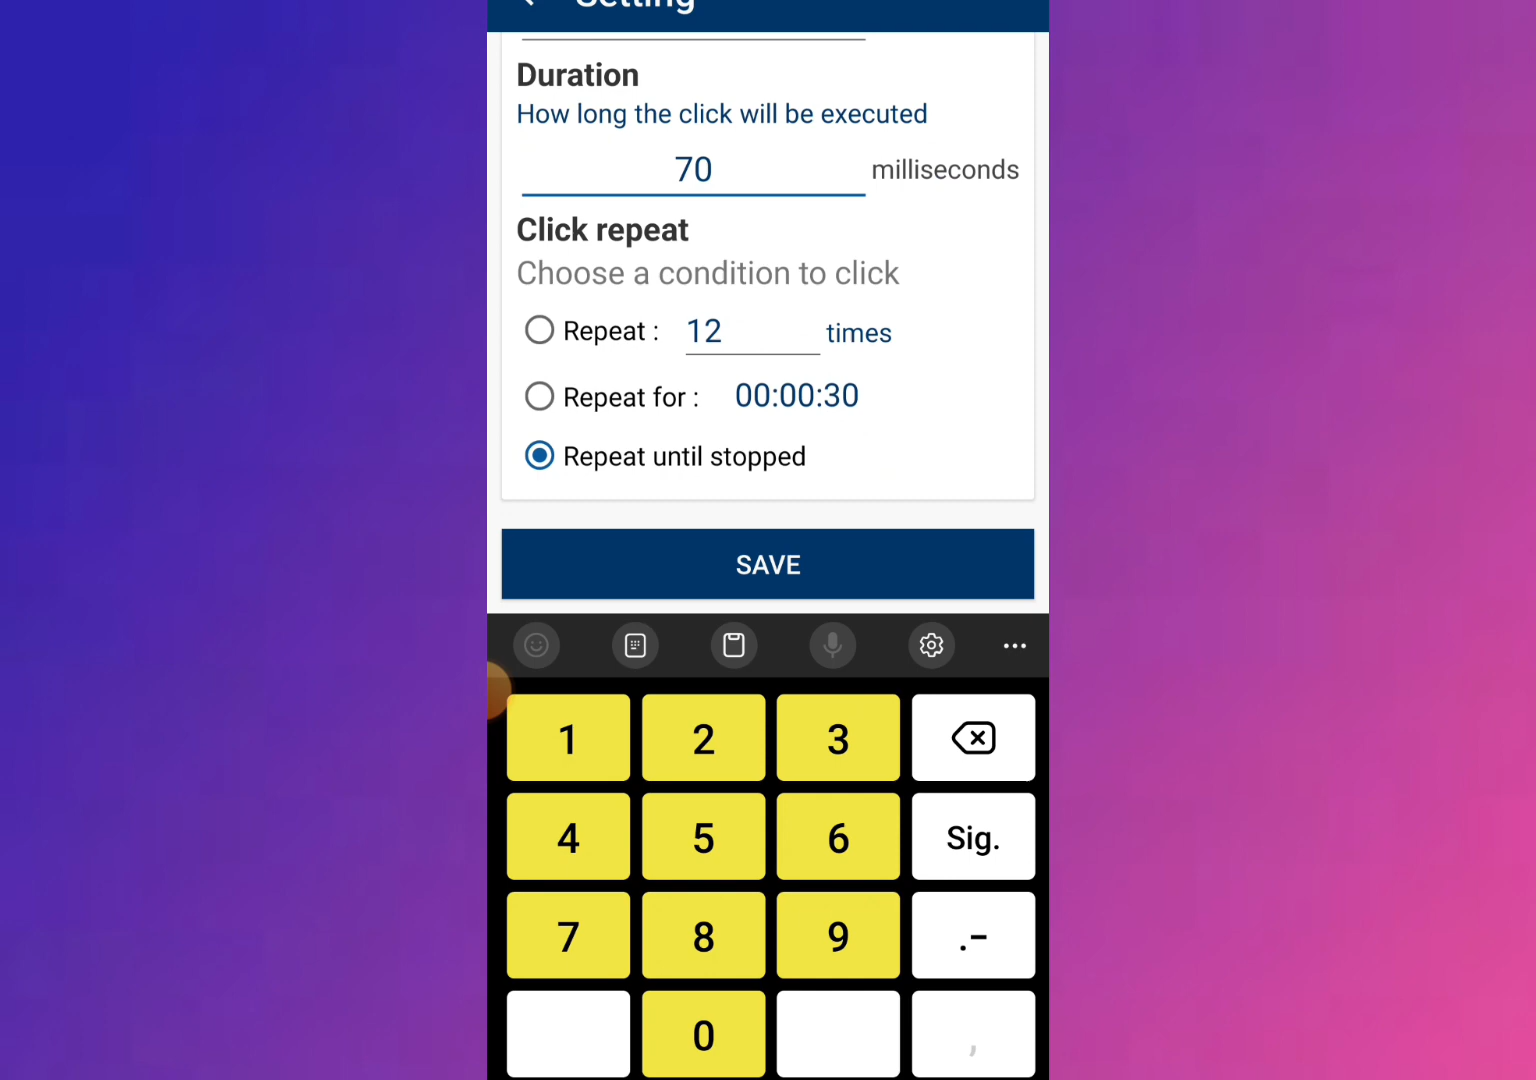 Setting
Duration
How long the click will be executed
70 milliseconds
Click repeat
Choose a condition to click
Repeat : 12 times
Repeat for : 00:00:30
Repeat until stopped
SAVE
1 2 3
4 5 6 Sig.
7 8 9 .-
0 ,